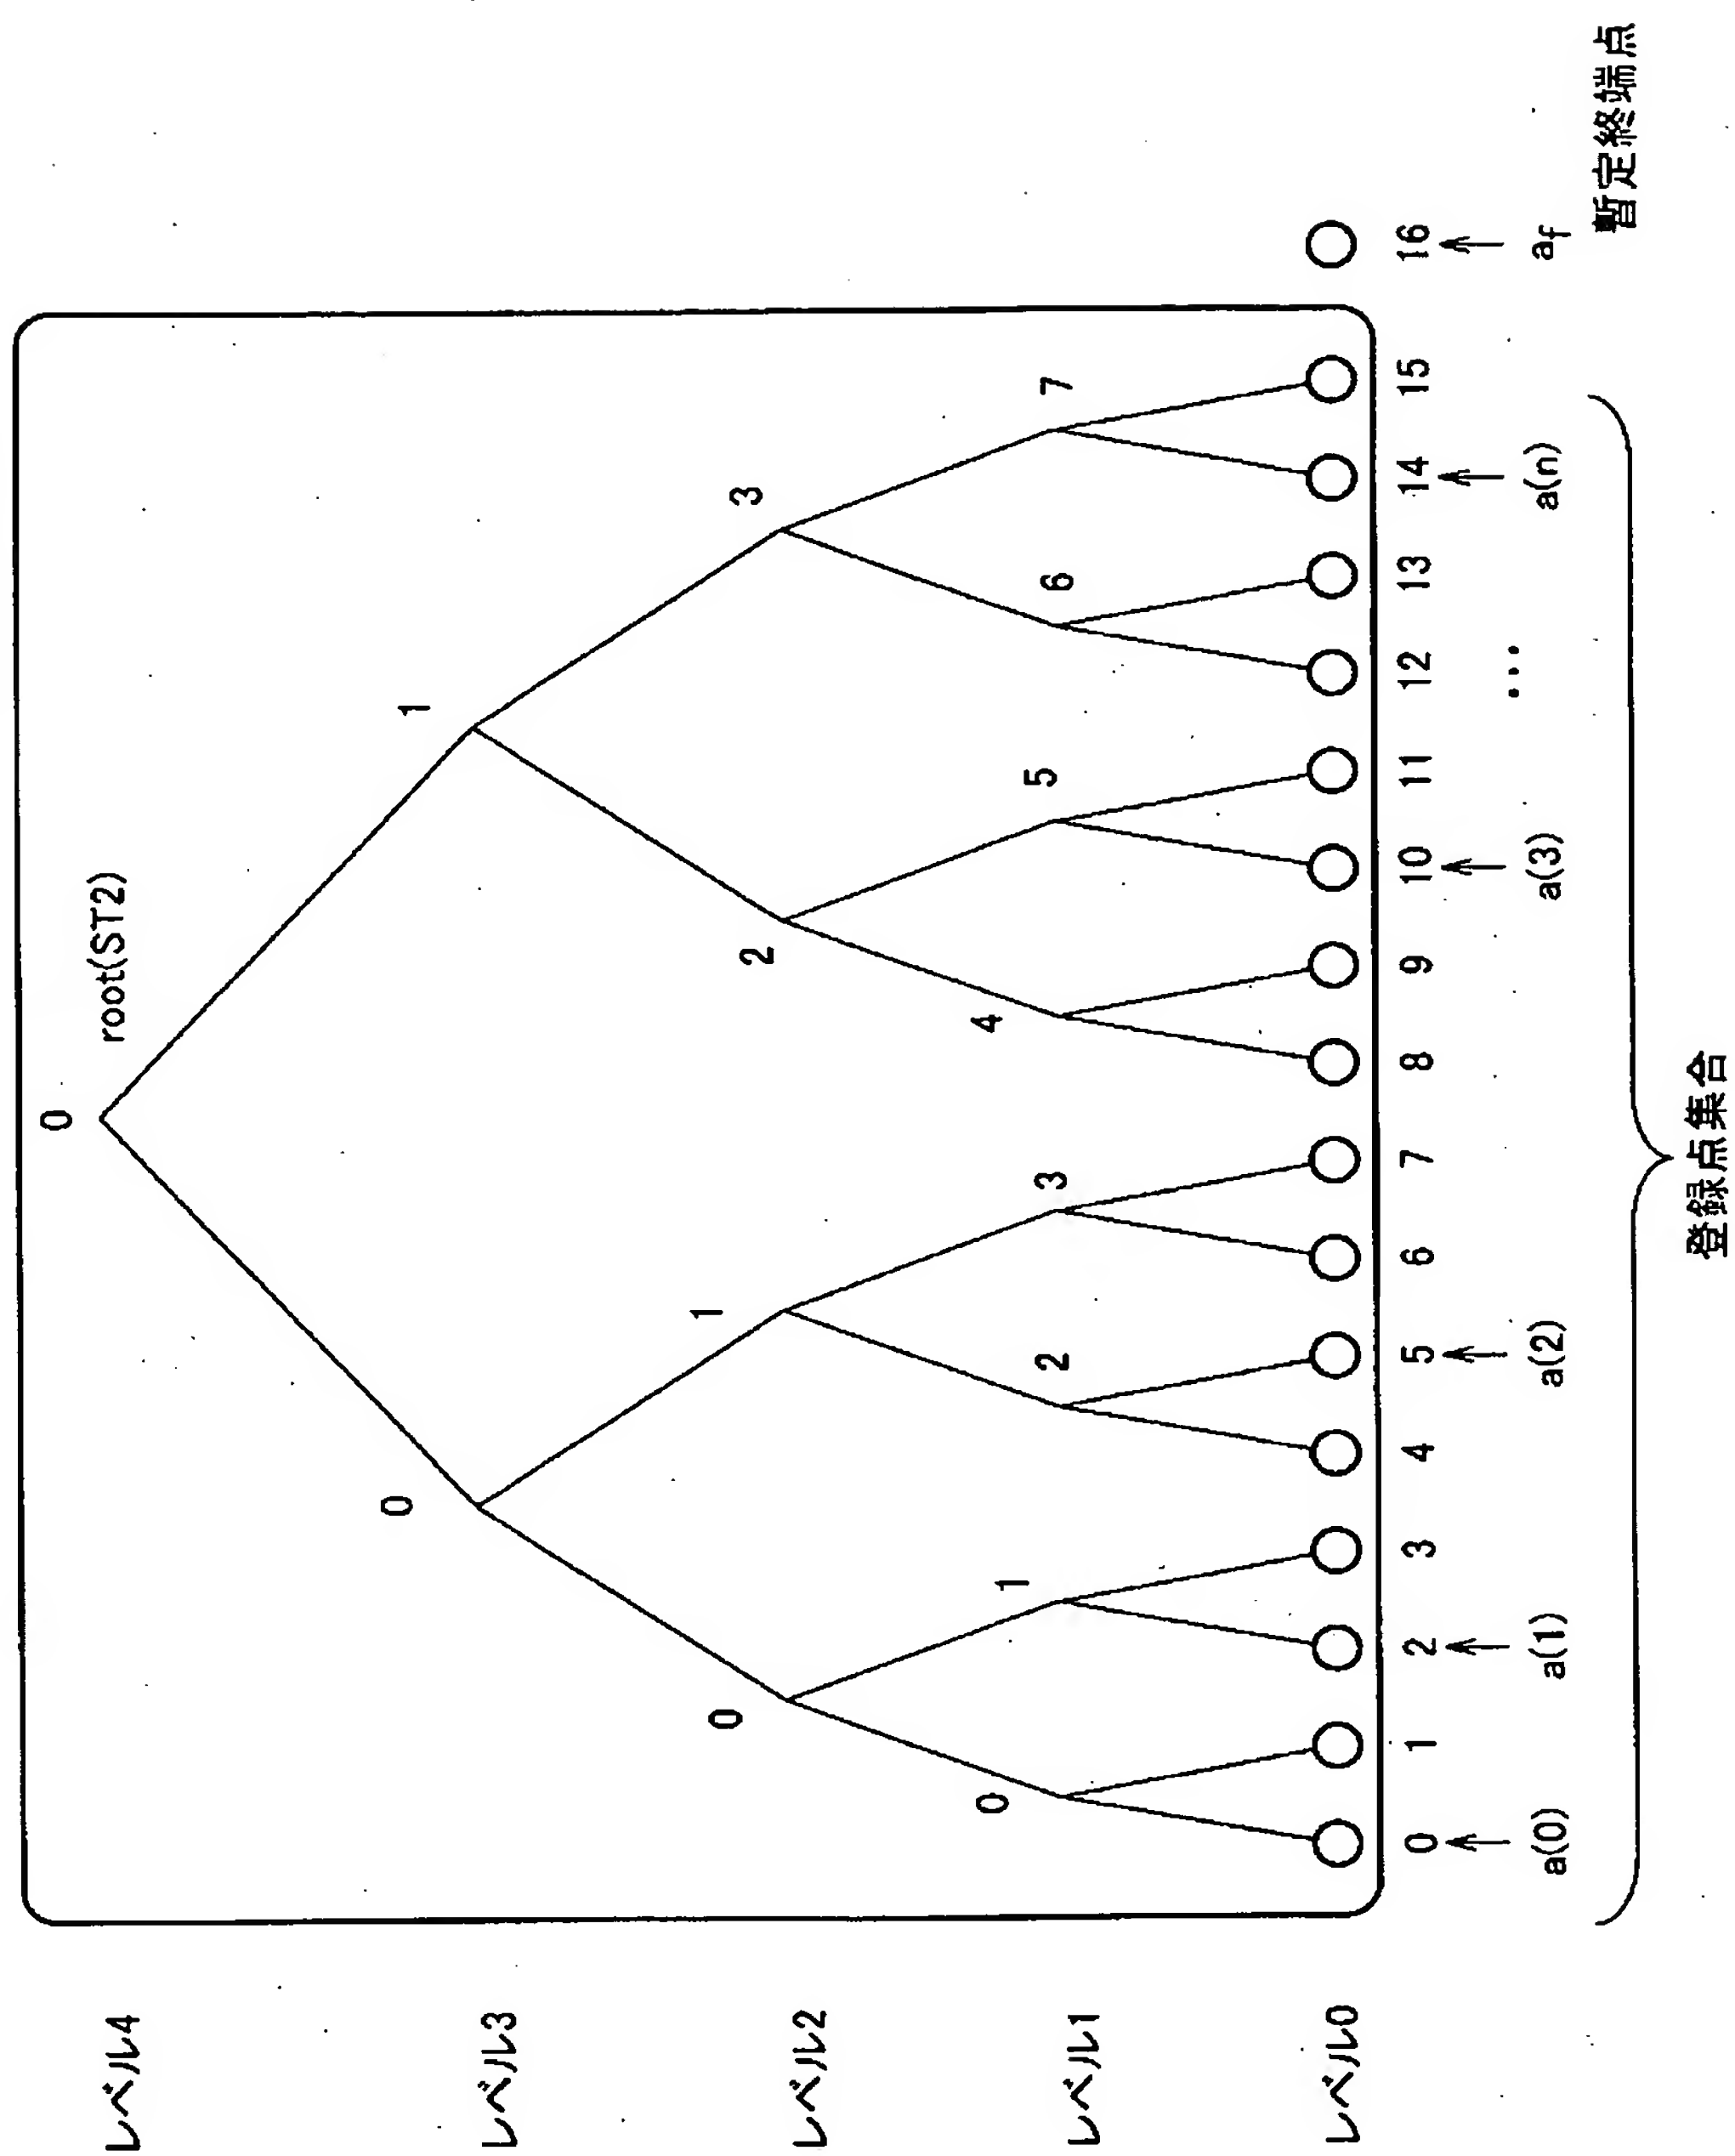 0
レベル4 root(ST2)
0 1
レベル3
0 1 2 3
レベル2
0 1 2 3 4 5 6 7
レベル1
レベル0
0 1 2 3 4 5 6 7 8 9 10 11 12 13 14 15 16
a(0) a(1) a(2) a(3) ... a(n) af
暫定終端点
登録点集合